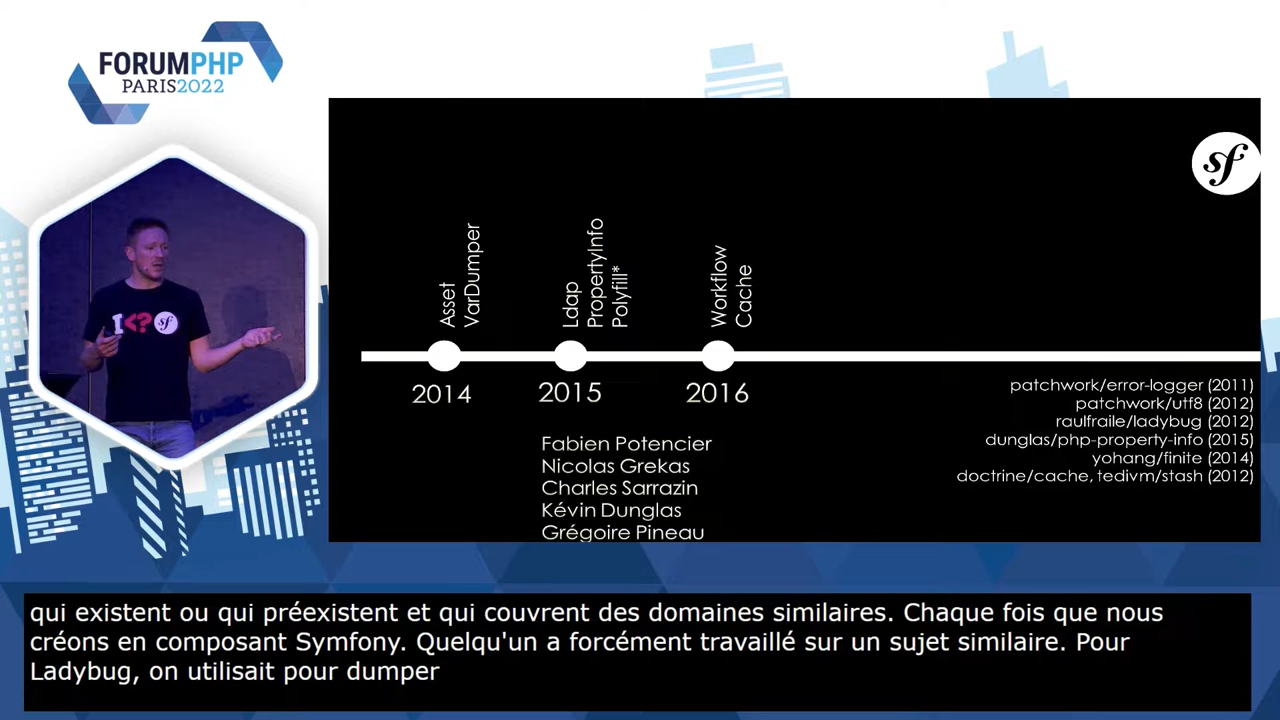 FORUMPHP
PARIS2022
sf
I <? sf
Asset
VarDumper
Ldap
PropertyInfo
Polyfill*
Workflow
Cache
2014
2015
2016
Fabien Potencier
Nicolas Grekas
Charles Sarrazin
Kévin Dunglas
Grégoire Pineau
patchwork/error-logger (2011)
patchwork/utf8 (2012)
raulfraile/ladybug (2012)
dunglas/php-property-info (2015)
yohang/finite (2014)
doctrine/cache, tedivm/stash (2012)
qui existent ou qui préexistent et qui couvrent des domaines similaires. Chaque fois que nous
créons en composant Symfony. Quelqu'un a forcément travaillé sur un sujet similaire. Pour
Ladybug, on utilisait pour dumper